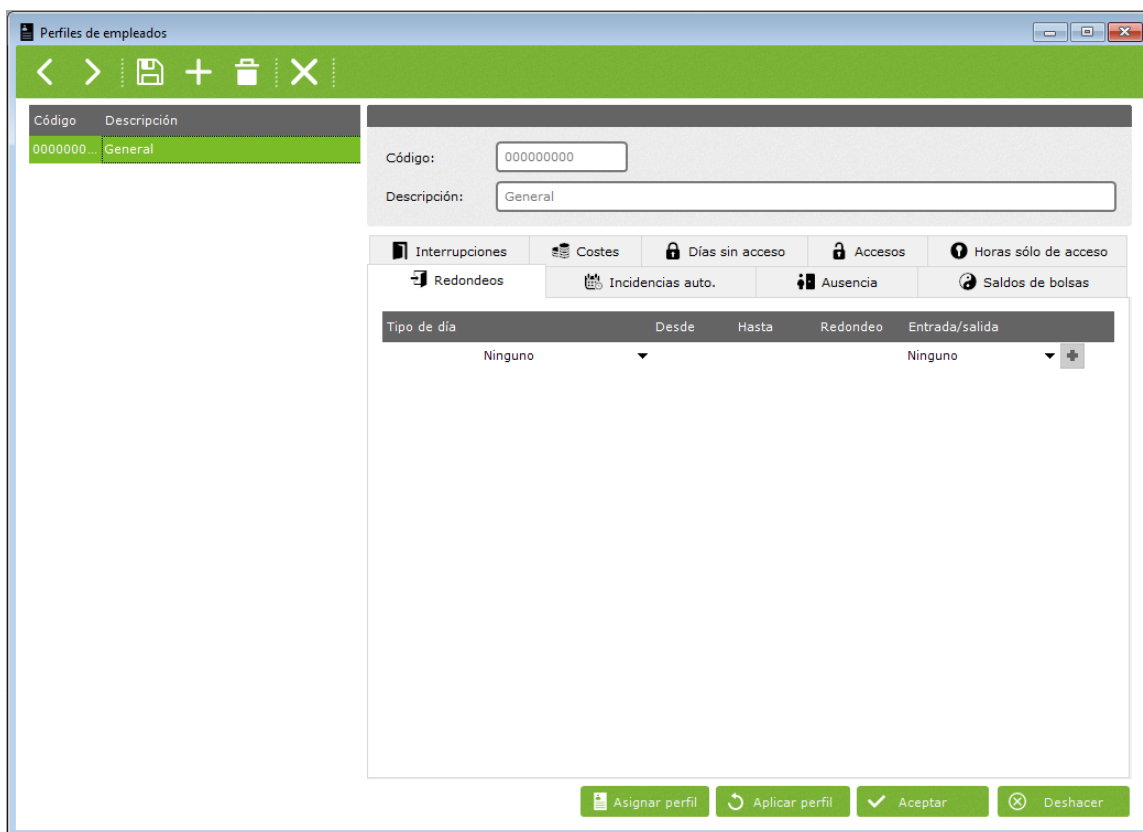 Perfiles de empleados
Código Descripción
0000000... General
Código: 000000000
Descripción: General
Interrupciones Costes Días sin acceso Accesos Horas sólo de acceso
Redondeos Incidencias auto. Ausencia Saldos de bolsas
Tipo de día Desde Hasta Redondeo Entrada/salida
Ninguno Ninguno
Asignar perfil Aplicar perfil Aceptar Deshacer